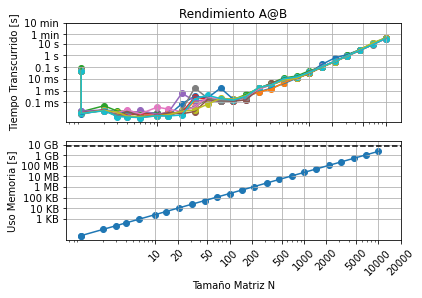 Rendimiento A@B
Tiempo Transcurrido [s]
10 min
1 min
10 s
1 s
0.1 s
10 ms
1 ms
0.1 ms
Uso Memoria [s]
10 GB
1 GB
100 MB
10 MB
1 MB
100 KB
10 KB
1 KB
10
20
50
100
200
500
1000
2000
5000
10000
20000
Tamaño Matriz N